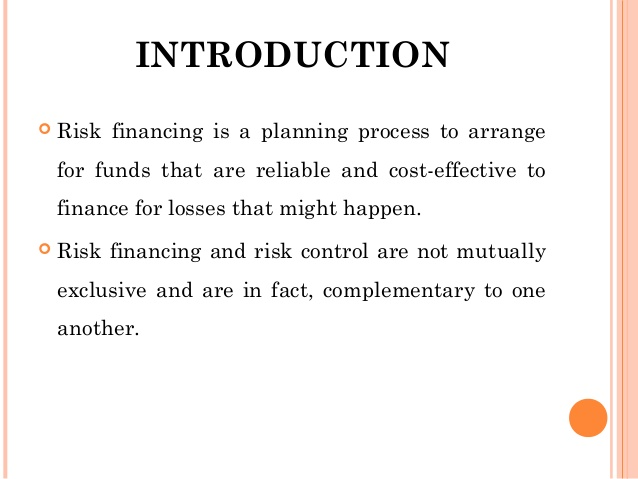 INTRODUCTION
Risk financing is a planning process to arrange
for funds that are reliable and cost-effective to
finance for losses that might happen.
Risk financing and risk control are not mutually
exclusive and are in fact, complementary to one
another.